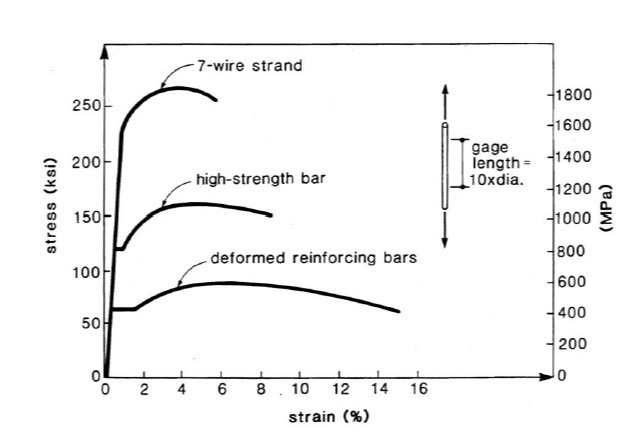 7-wire strand
high-strength bar
deformed reinforcing bars
gage
length=
10xdia.
stress (ksi)
250
200
150
100
50
0
(MPa)
1800
1600
1400
1200
1000
800
600
400
200
0
0 2 4 6 8 10 12 14 16
strain (%)